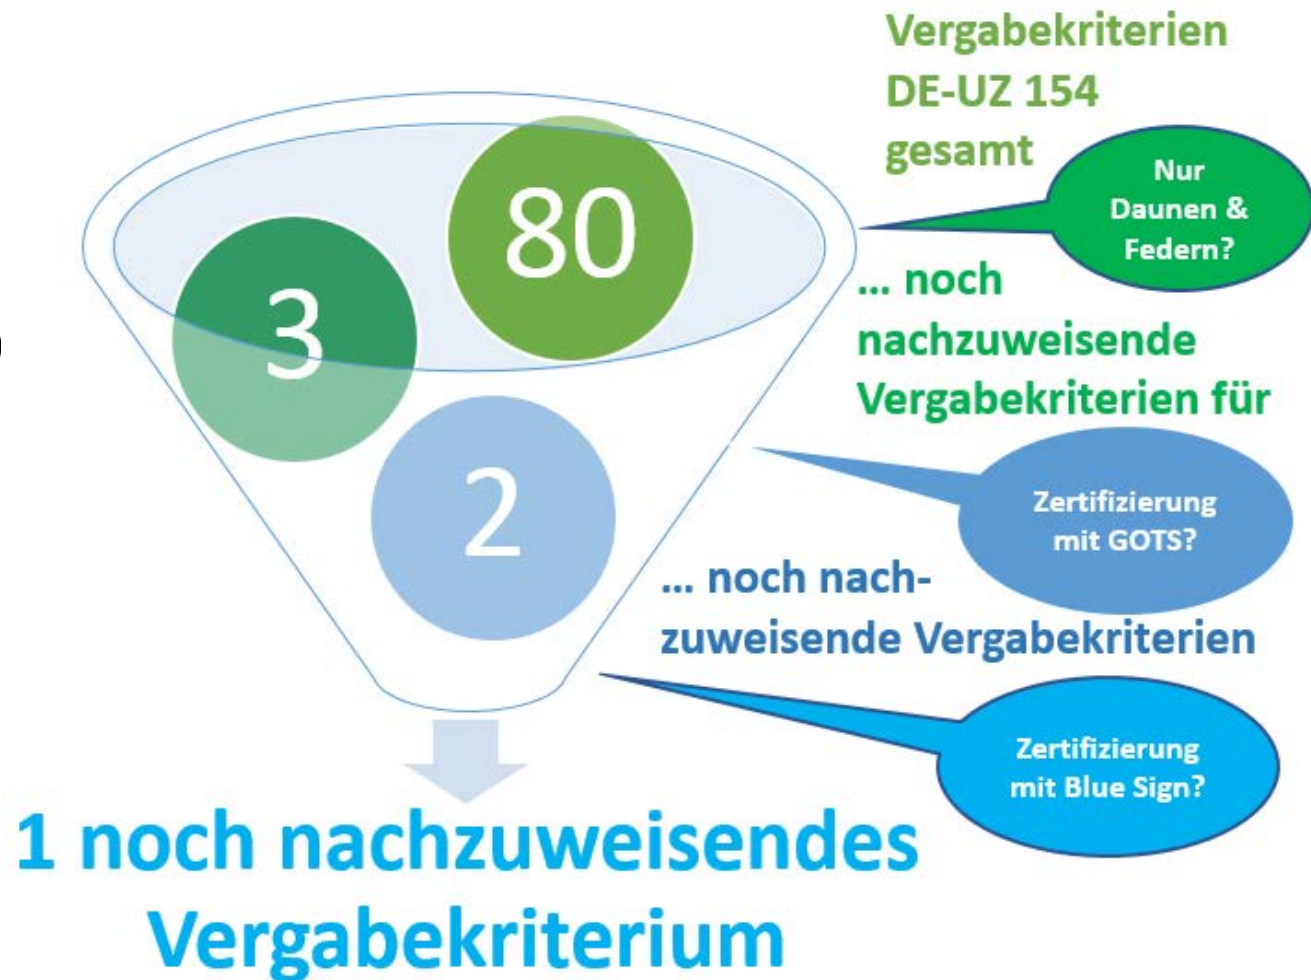 Vergabekriterien
DE-UZ 154
gesamt
Nur
Daunen &
Federn?
80
3
... noch
nachzuweisende
Vergabekriterien für
2
Zertifizierung
mit GOTS?
... noch nach-
zuweisende Vergabekriterien
Zertifizierung
mit Blue Sign?
1 noch nachzuweisendes
Vergabekriterium